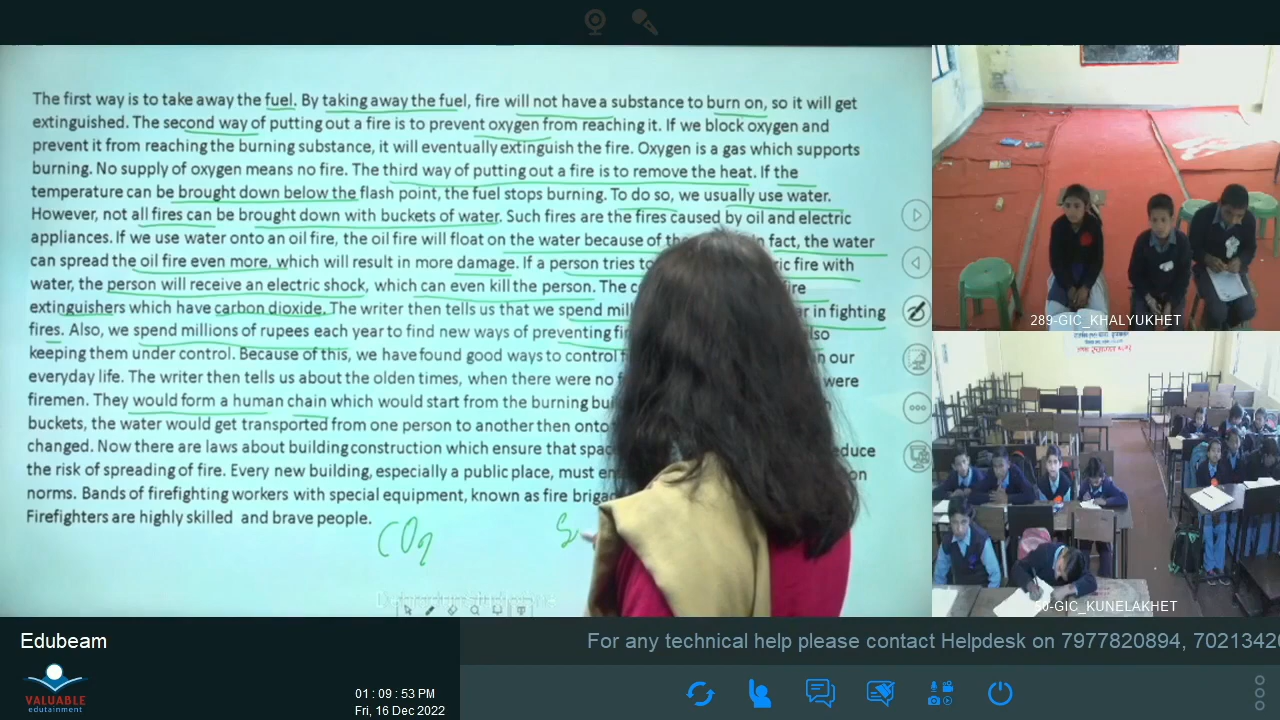 The first way is to take away the fuel. By taking away the fuel, fire will not have a substance to burn on, so it will get
extinguished. The second way of putting out a fire is to prevent oxygen from reaching it. If we block oxygen and
prevent it from reaching the burning substance, it will eventually extinguish the fire. Oxygen is a gas which supports
burning. No supply of oxygen means no fire. The third way of putting out a fire is to remove the heat. If the
temperature can be brought down below the flash point, the fuel stops burning. To do so, we usually use water.
However, not all fires can be brought down with buckets of water. Such fires are the fires caused by oil and electric
appliances. If we use water onto an oil fire, the oil fire will float on the water because of the fact, the water
can spread the oil fire even more, which will result in more damage. If a person tries to fire with
water, the person will receive an electric shock, which can even kill the person. The
extinguishers which have carbon dioxide. The writer then tells us that we spend in fighting
fires. Also, we spend millions of rupees each year to find new ways of preventing
keeping them under control. Because of this, we have found good ways to control our
everyday life. The writer then tells us about the olden times, when there were no were
firemen. They would form a human chain which would start from the burning
buckets, the water would get transported from one person to another then onto
changed. Now there are laws about building construction which ensure that
the risk of spreading of fire. Every new building, especially a public place, must
norms. Bands of firefighting workers with special equipment, known as fire
Firefighters are highly skilled and brave people.
CO2
289-GIC_KHALYUKHET
0-GIC_KUNELAKHET
Edubeam
For any technical help please contact Helpdesk on 7977820894, 70213420
VALUABLE
edutainment
01 : 09 : 53 PM
Fri, 16 Dec 2022